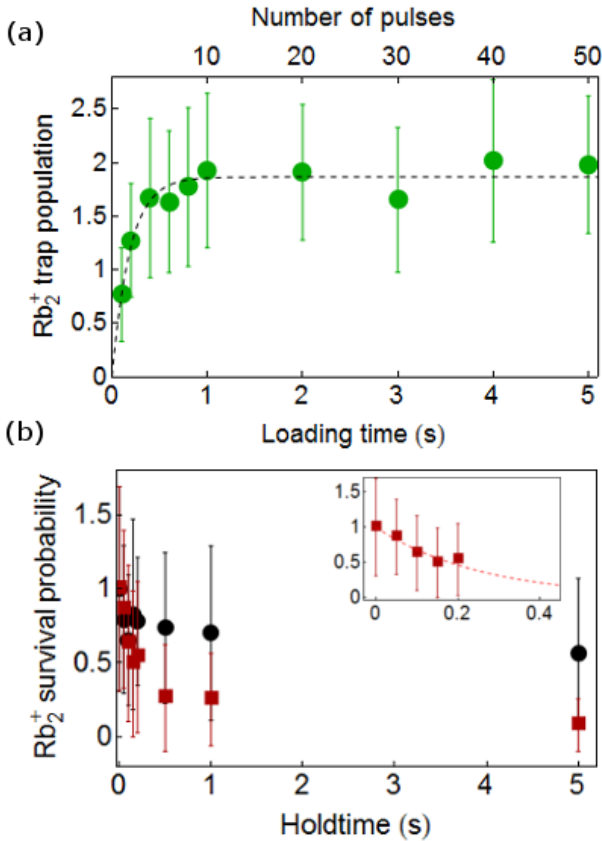 (a)
Number of pulses
10 20 30 40 50
Rb₂⁺ trap population
2.5
2
1.5
1
0.5
0
0 1 2 3 4 5
Loading time (s)
(b)
Rb₂⁺ survival probability
1.5
1
0.5
0
1.5
1
0.5
0
0 0.2 0.4
0 1 2 3 4 5
Holdtime (s)